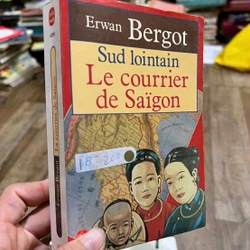 Erwan Bergot
Sud lointain
Le courrier
de Saïgon